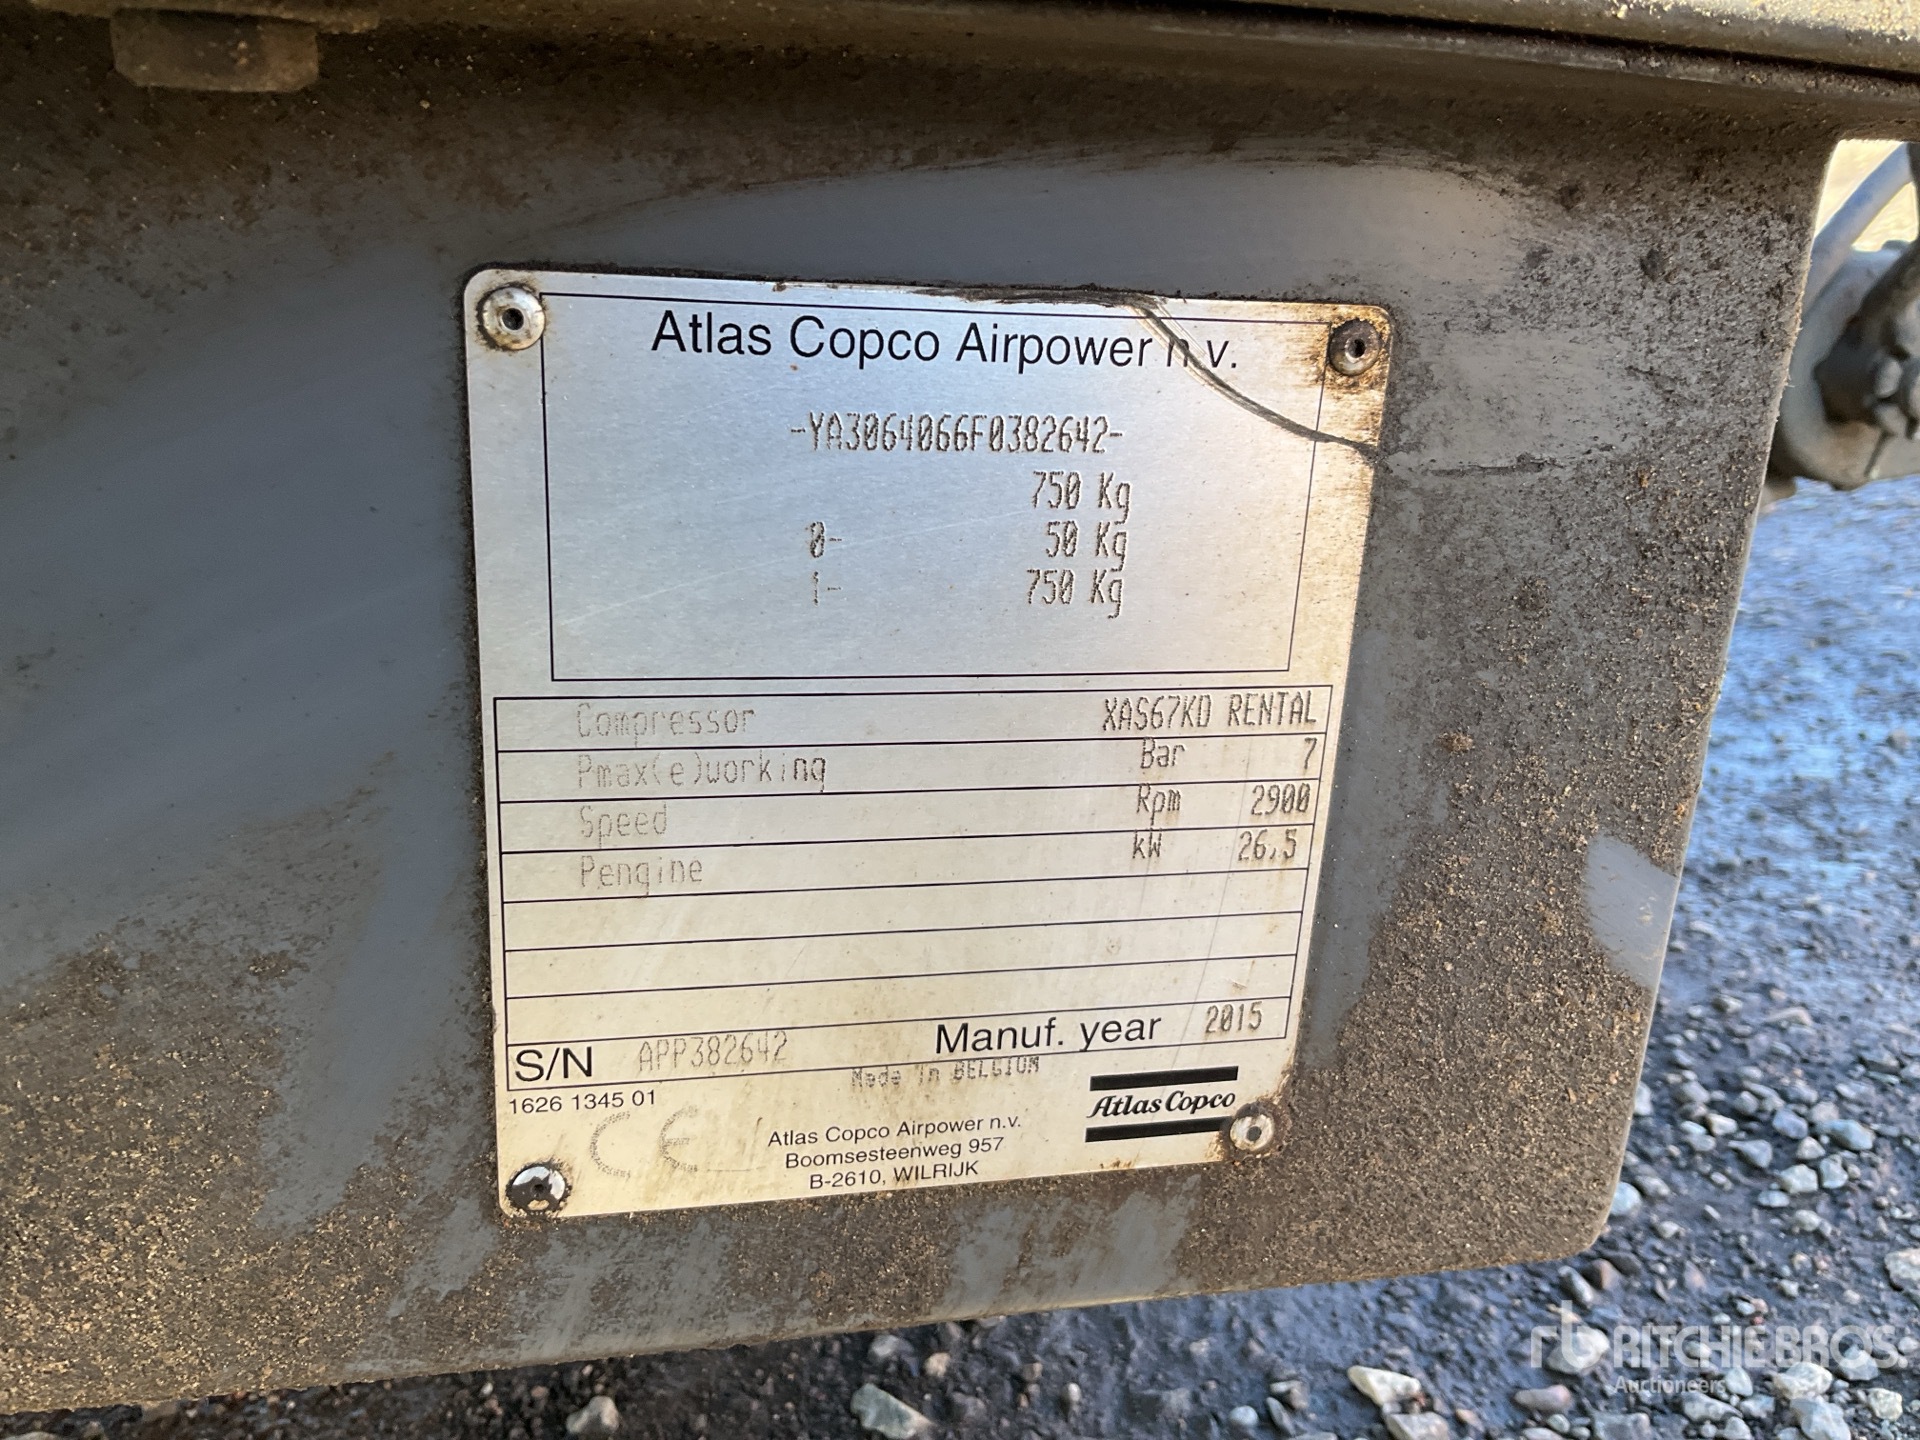 Atlas Copco Airpower n.v.
-YA3064066F0382642-
750 Kg
0- 50 Kg
1- 750 Kg
Compressor XAS67KD RENTAL
Pmax(e)working Bar 7
Speed Rpm 2900
Pengine kW 26,5
S/N APP382642 Manuf. year 2015
Made In BELGIUM
1626 1345 01
CE
Atlas Copco
Atlas Copco Airpower n.v.
Boomsesteenweg 957
B-2610, WILRIJK
rb RITCHIE BROS.
Auctioneers